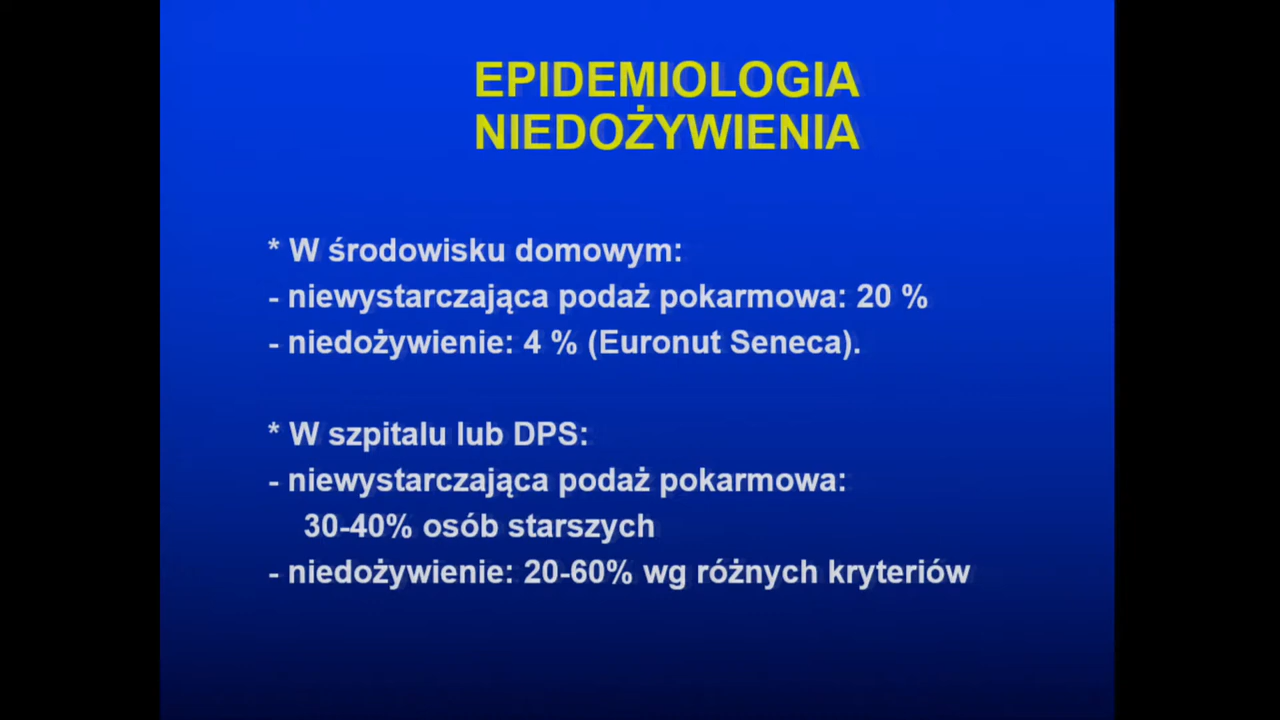 EPIDEMIOLOGIA
NIEDOŻYWIENIA
* W środowisku domowym:
- niewystarczająca podaż pokarmowa: 20 %
- niedożywienie: 4 % (Euronut Seneca).
* W szpitalu lub DPS:
- niewystarczająca podaż pokarmowa:
30-40% osób starszych
- niedożywienie: 20-60% wg różnych kryteriów